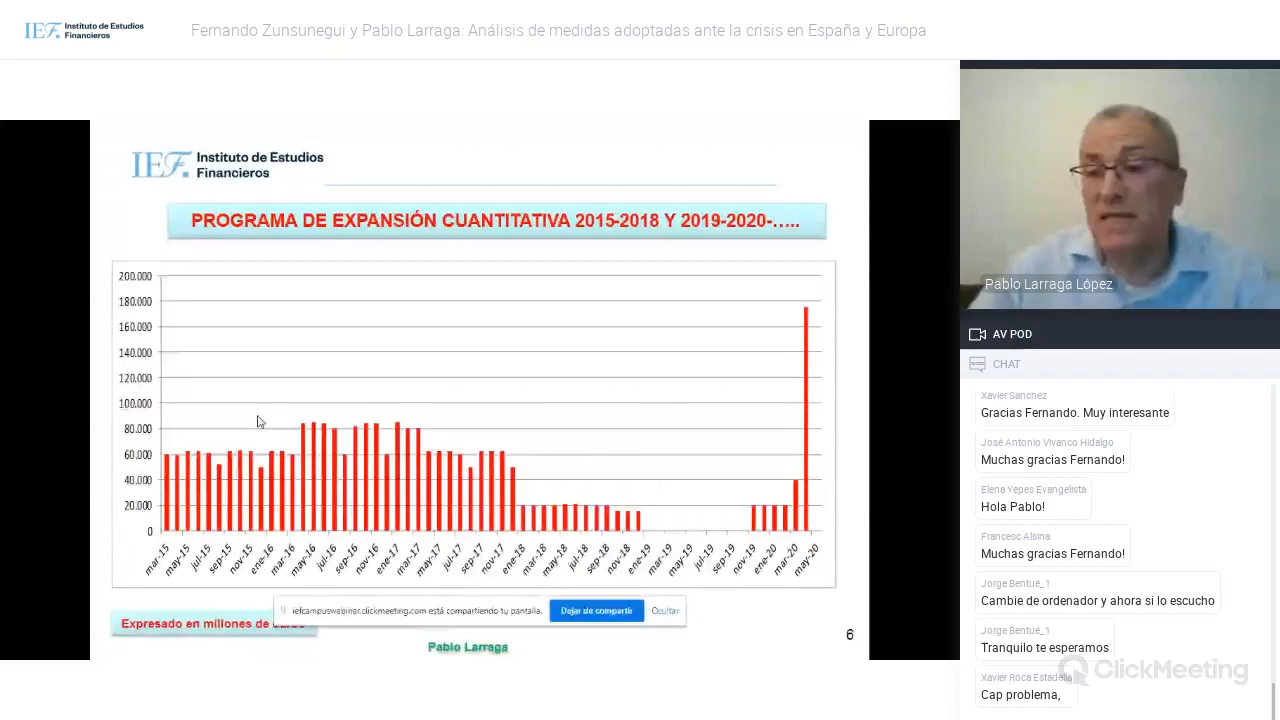 IEF. Instituto de Estudios
Financieros
Fernando Zunsunegui y Pablo Larraga: Análisis de medidas adoptadas ante la crisis en España y Europa
IEF. Instituto de Estudios
Financieros
PROGRAMA DE EXPANSIÓN CUANTITATIVA 2015-2018 Y 2019-2020-…..
200.000
180.000
160.000
140.000
120.000
100.000
80.000
60.000
40.000
20.000
0
mar-15 may-15 jul-15 sep-15 nov-15 ene-16 mar-16 may-16 jul-16 sep-16 nov-16 ene-17 mar-17 may-17 jul-17 sep-17 nov-17 ene-18 mar-18 may-18 jul-18 sep-18 nov-18 ene-19 mar-19 may-19 jul-19 sep-19 nov-19 ene-20 mar-20 may-20
iefcampuswebinar.clickmeeting.com está compartiendo tu pantalla.
Dejar de compartir
Ocultar
Expresado en millones de
Pablo Larraga
6
Pablo Larraga López
AV POD
CHAT
Xavier Sanchez
Gracias Fernando. Muy interesante
José Antonio Vivanco Hidalgo
Muchas gracias Fernando!
Elena Yepes Evangelista
Hola Pablo!
Francesc Alsina
Muchas gracias Fernando!
Jorge Bentué_1
Cambie de ordenador y ahora si lo escucho
Jorge Bentué_1
Tranquilo te esperamos
Xavier Roca Estadella
Cap problema,
ClickMeeting